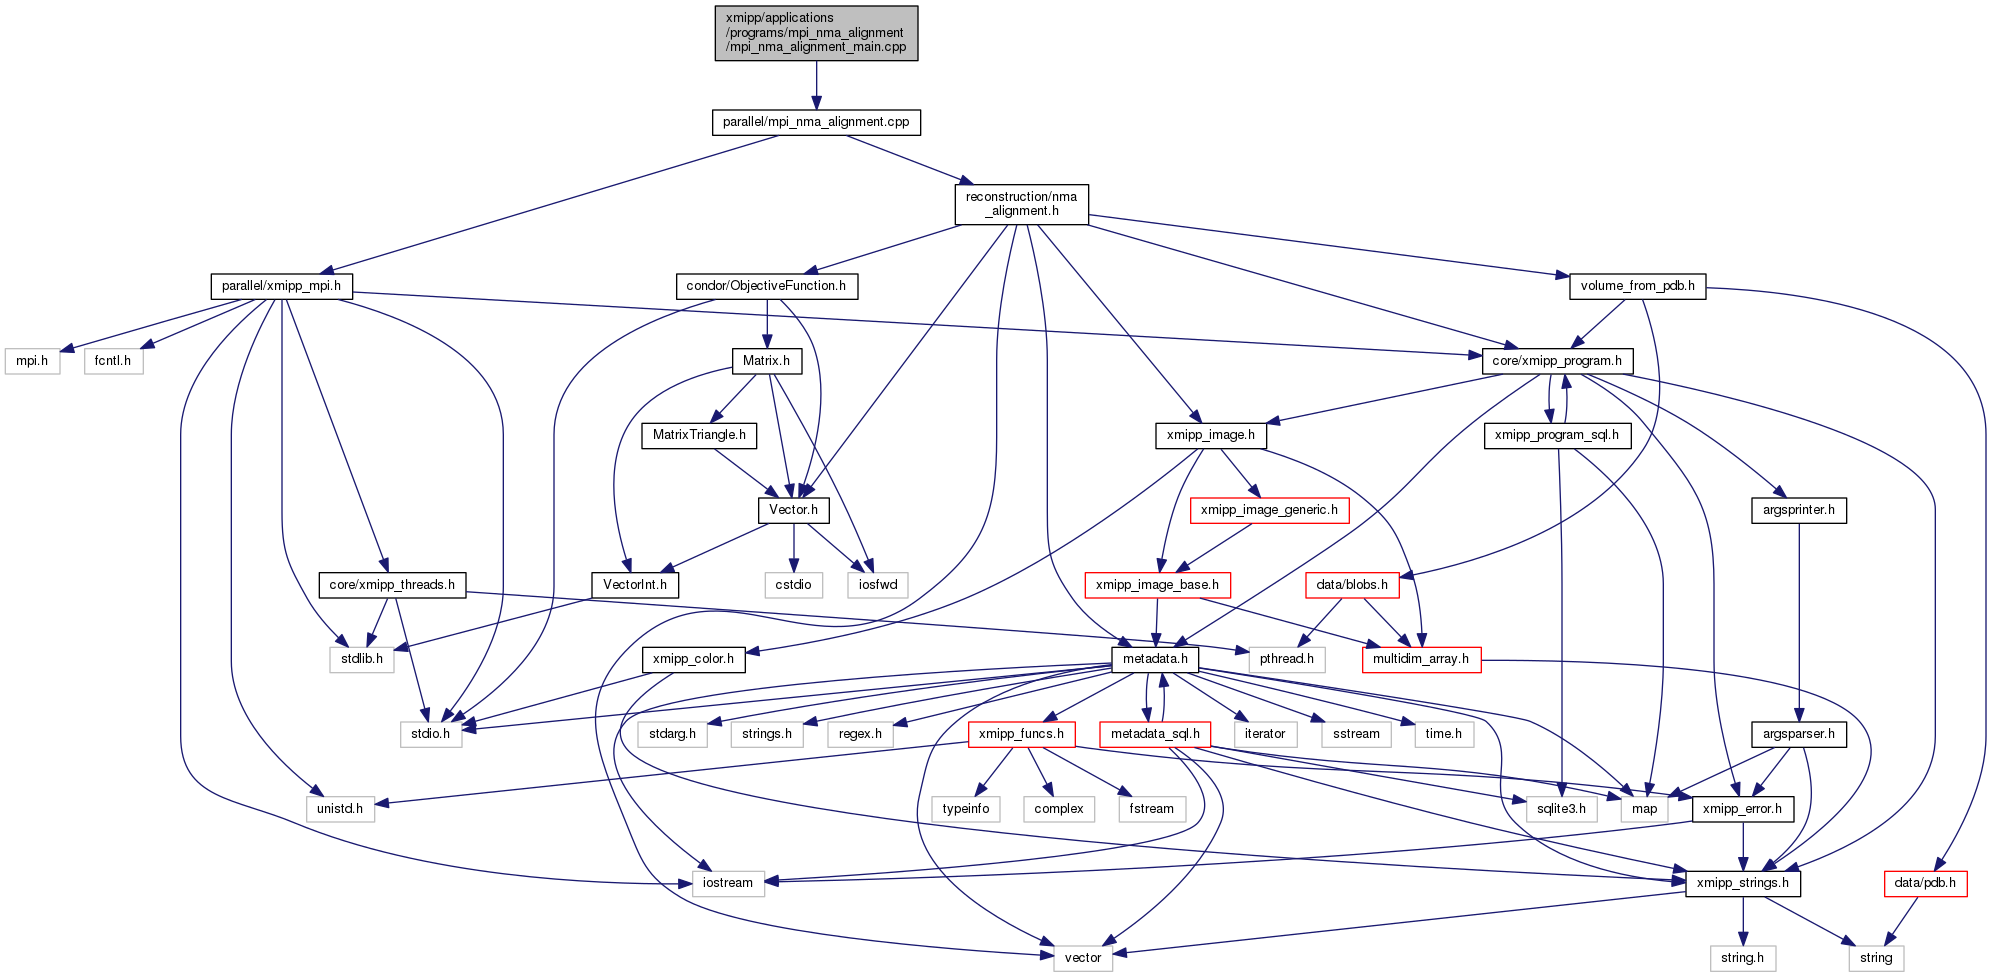 xmipp/applications
/programs/mpi_nma_alignment
/mpi_nma_alignment_main.cpp
parallel/mpi_nma_alignment.cpp
reconstruction/nma
_alignment.h
parallel/xmipp_mpi.h
condor/ObjectiveFunction.h
volume_from_pdb.h
mpi.h
fcntl.h
Matrix.h
core/xmipp_program.h
MatrixTriangle.h
xmipp_image.h
xmipp_program_sql.h
Vector.h
xmipp_image_generic.h
argsprinter.h
core/xmipp_threads.h
VectorInt.h
cstdio
iosfwd
xmipp_image_base.h
data/blobs.h
stdlib.h
xmipp_color.h
metadata.h
pthread.h
multidim_array.h
stdio.h
stdarg.h
strings.h
regex.h
xmipp_funcs.h
metadata_sql.h
iterator
sstream
time.h
argsparser.h
unistd.h
typeinfo
complex
fstream
sqlite3.h
map
xmipp_error.h
iostream
xmipp_strings.h
data/pdb.h
vector
string.h
string